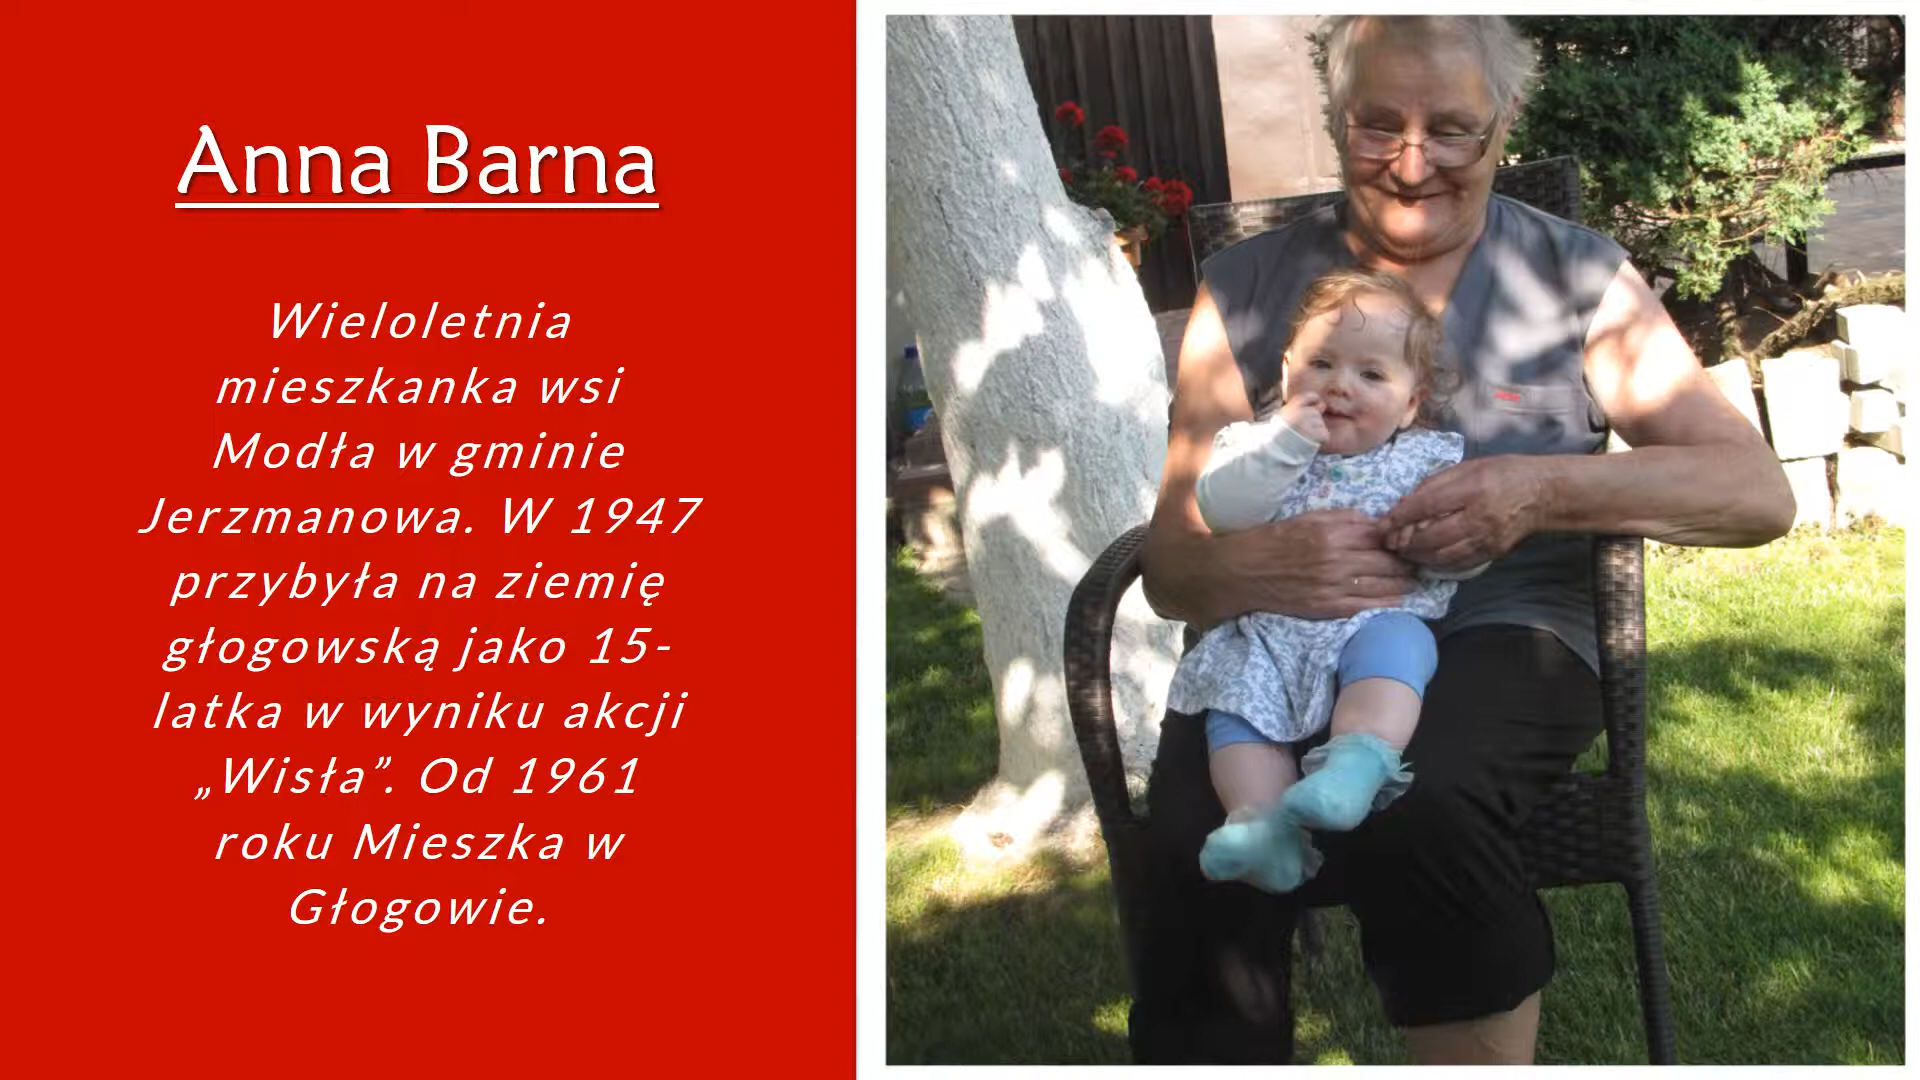 Anna Barna
Wieloletnia
mieszkanka wsi
Modła w gminie
Jerzmanowa. W 1947
przybyła na ziemię
głogowską jako 15-
latka w wyniku akcji
„Wisła”. Od 1961
roku Mieszka w
Głogowie.